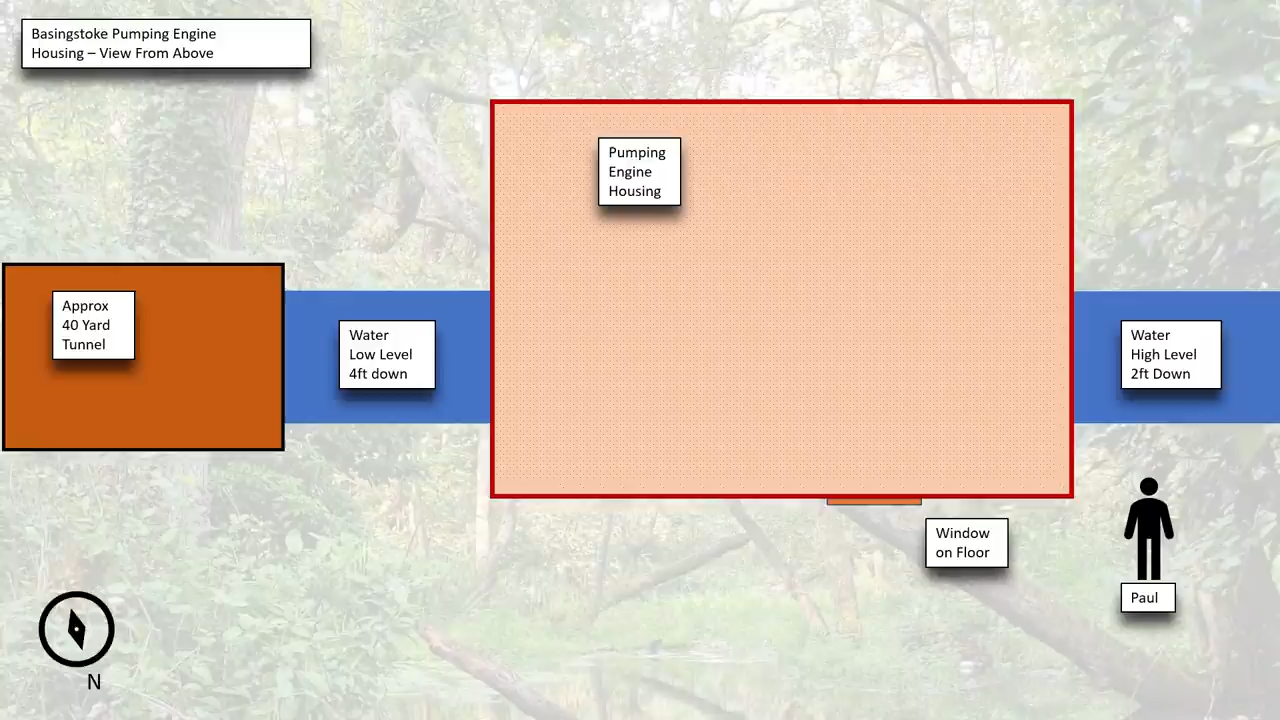 Basingstoke Pumping Engine
Housing – View From Above
Pumping
Engine
Housing
Approx
40 Yard
Tunnel
Water
Low Level
4ft down
Water
High Level
2ft Down
Window
on Floor
Paul
N